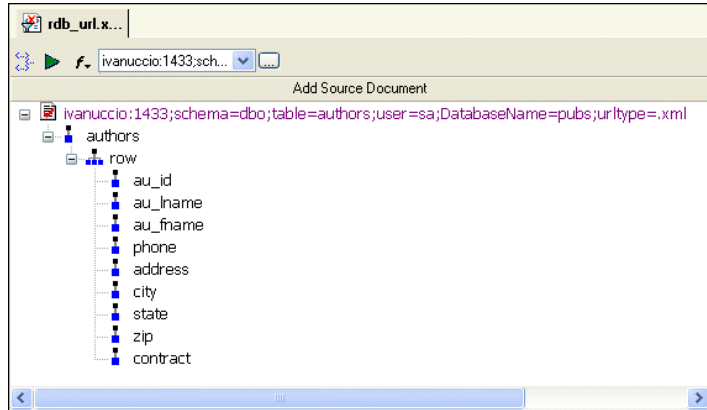 rdb_url.x...
f ivanuccio:1433;sch... ...
Add Source Document
ivanuccio:1433;schema=dbo;table=authors;user=sa;DatabaseName=pubs;urltype=.xml
authors
row
au_id
au_lname
au_fname
phone
address
city
state
zip
contract